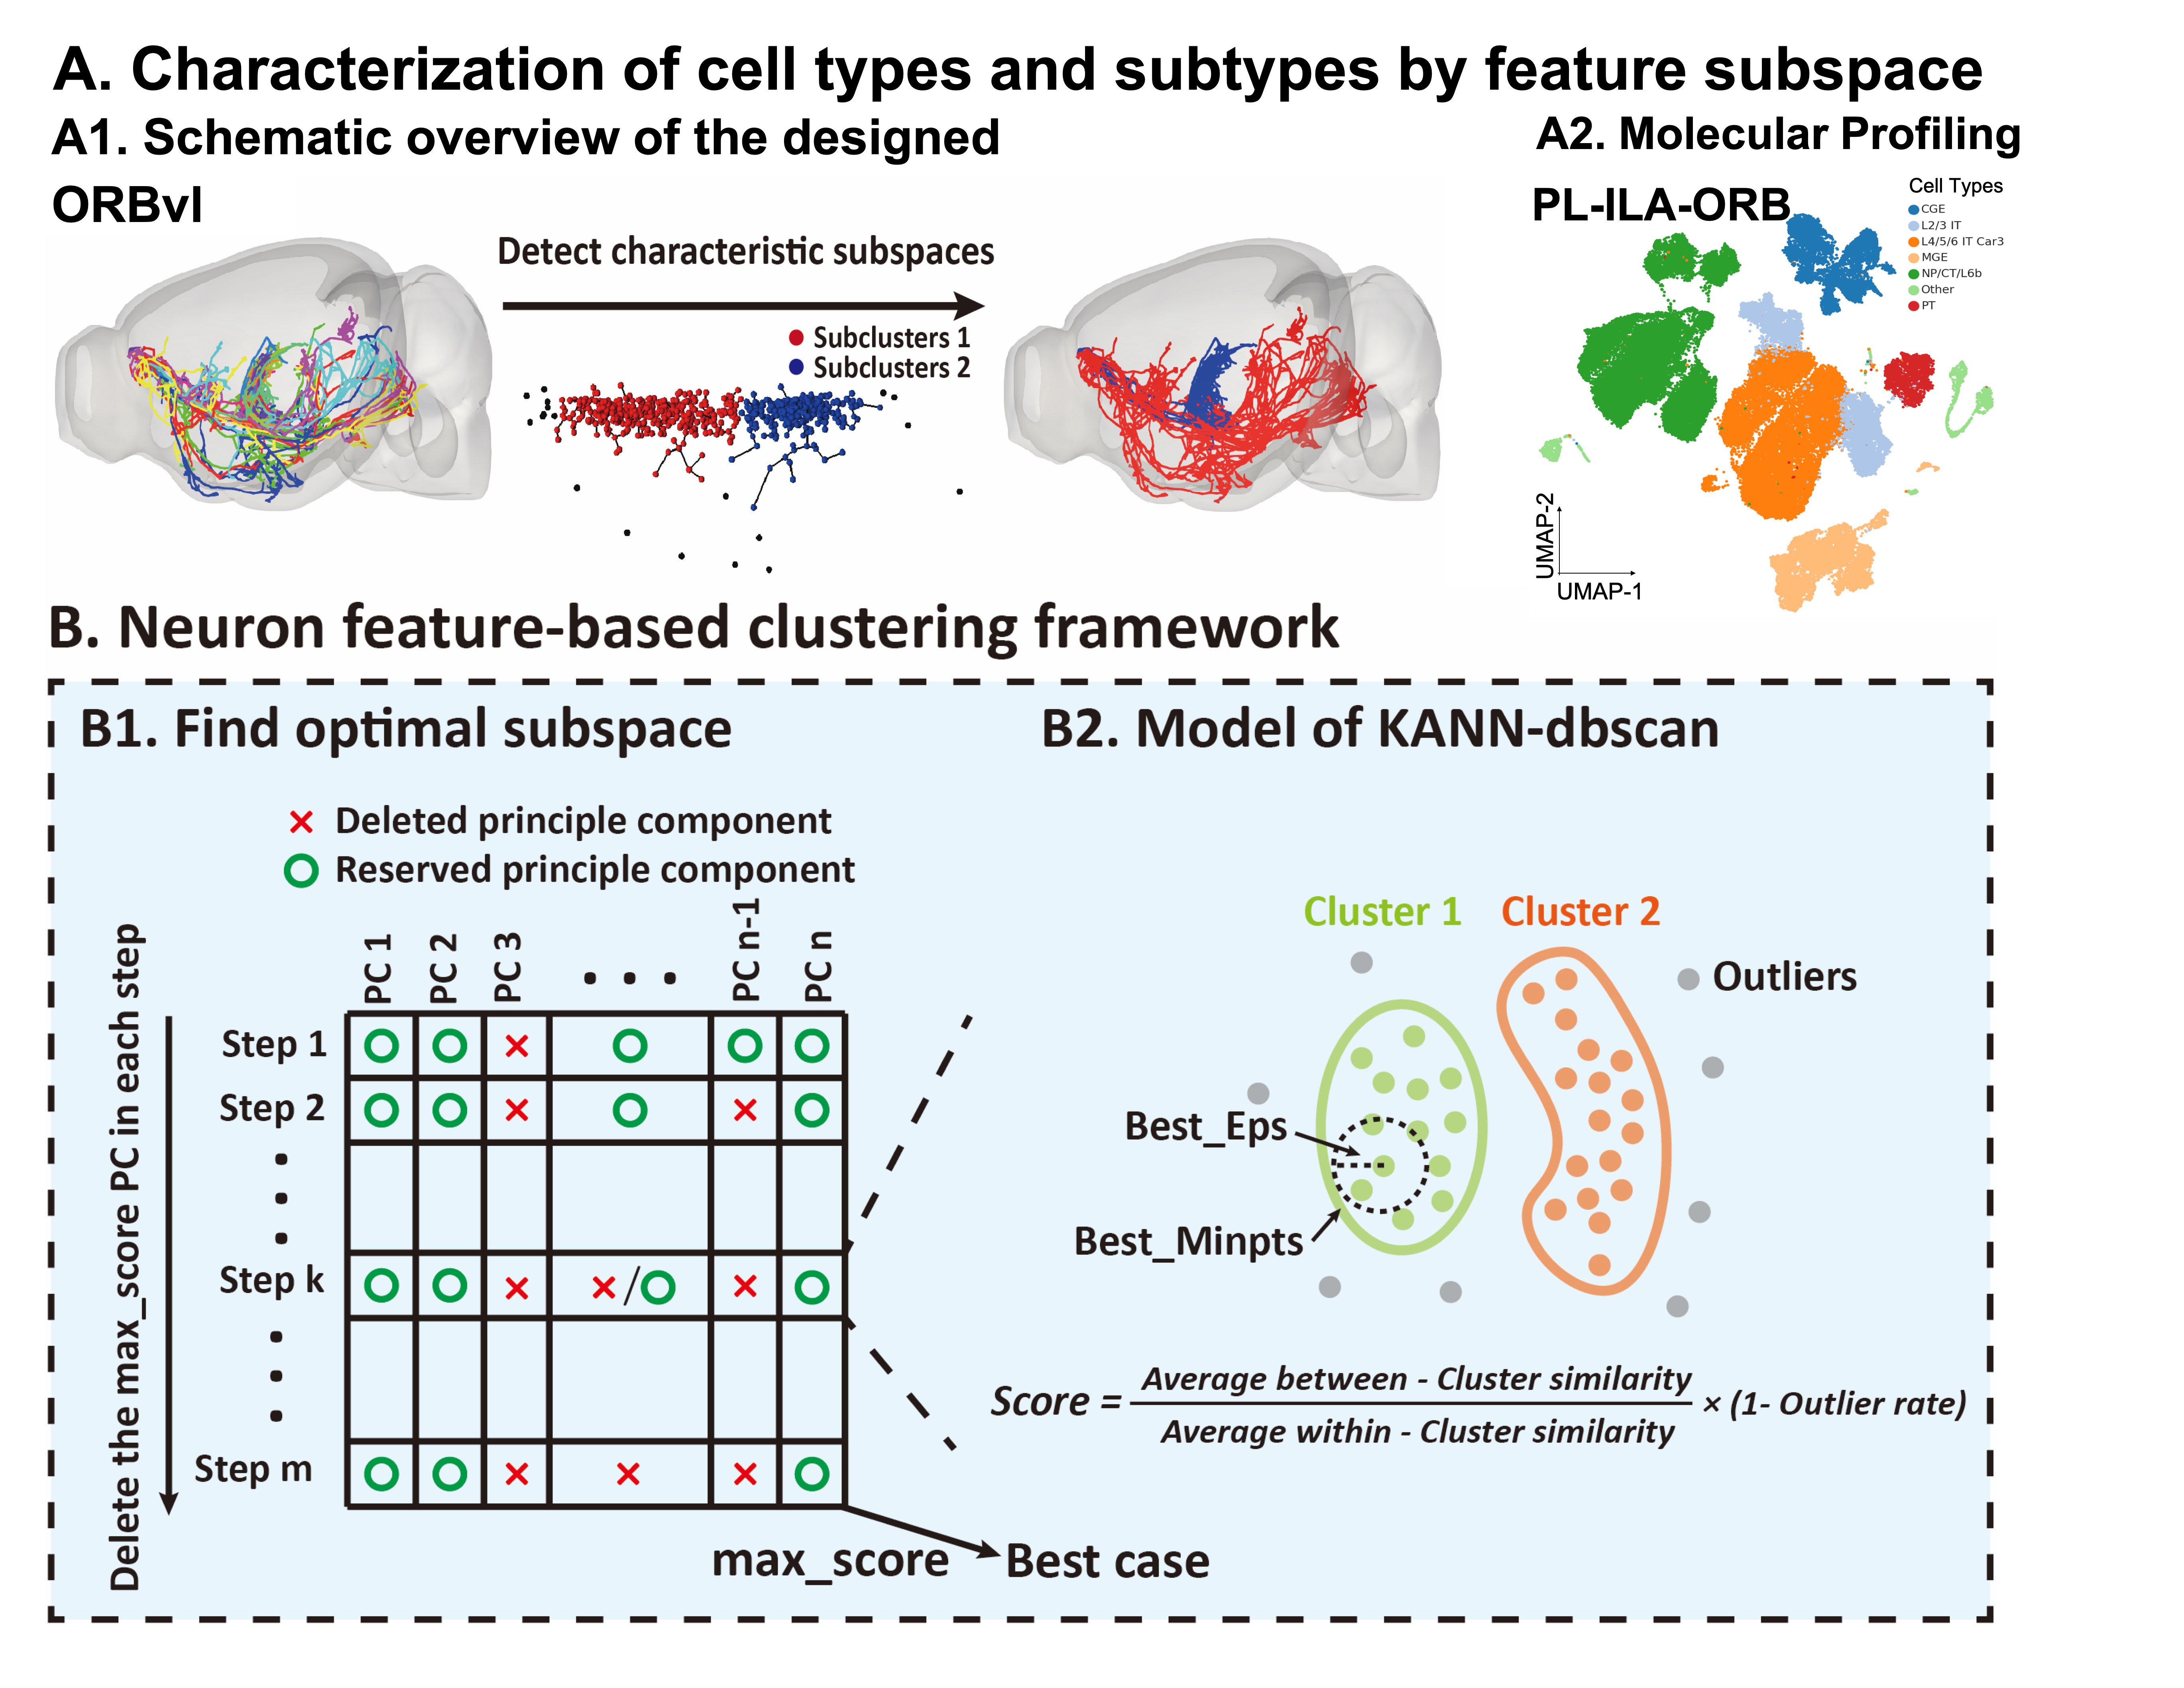 A. Characterization of cell types and subtypes by feature subspace
A1. Schematic overview of the designed
A2. Molecular Profiling
ORBvl
Detect characteristic subspaces
Subclusters 1
Subclusters 2
PL-ILA-ORB
Cell Types
CGE
L2/3 IT
L4/5/6 IT Car3
MGE
NP/CT/L6b
Other
PT
UMAP-2
UMAP-1
B. Neuron feature-based clustering framework
B1. Find optimal subspace
× Deleted principle component
Reserved principle component
Delete the max_score PC in each step
PC 1
PC 2
PC 3
. . .
PC n-1
PC n
Step 1
Step 2
Step k
Step m
max_score
Best case
B2. Model of KANN-dbscan
Cluster 1
Cluster 2
Outliers
Best_Eps
Best_Minpts
Score = Average between - Cluster similarity / Average within - Cluster similarity × (1- Outlier rate)